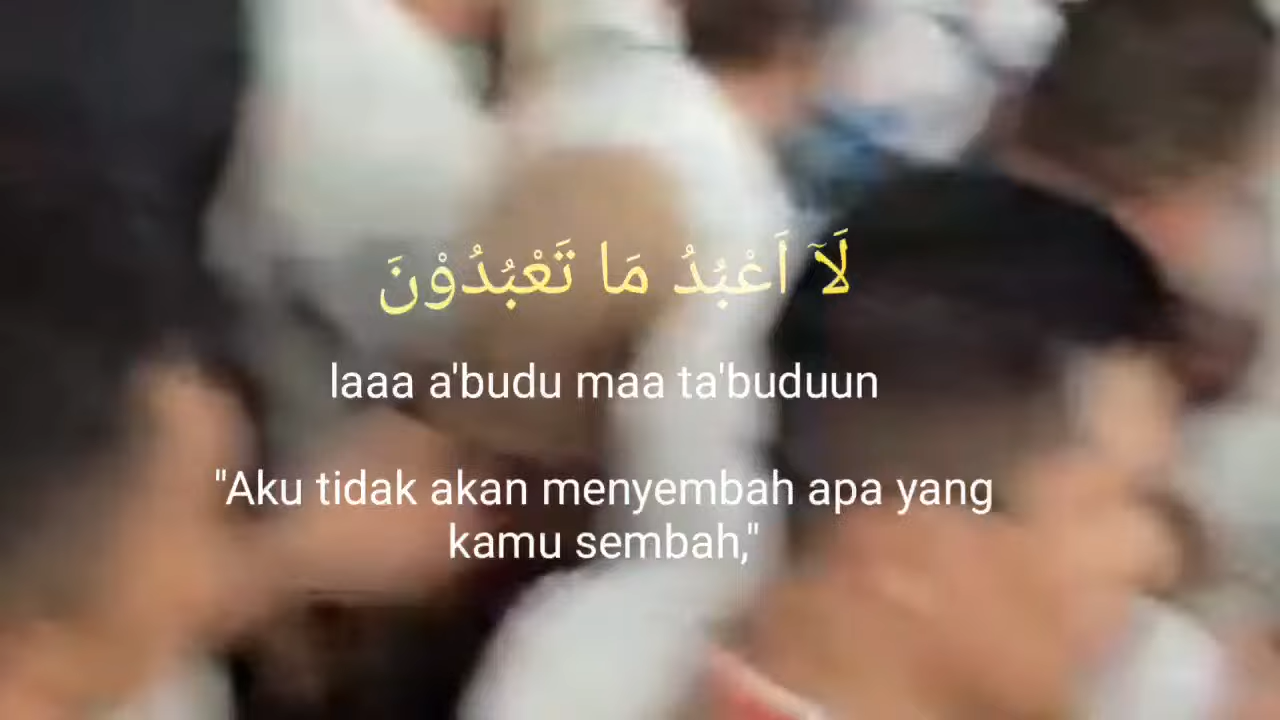 لَآ اَعْبُدُ مَا تَعْبُدُوْنَ
laaa a'budu maa ta'buduun
"Aku tidak akan menyembah apa yang
kamu sembah,"